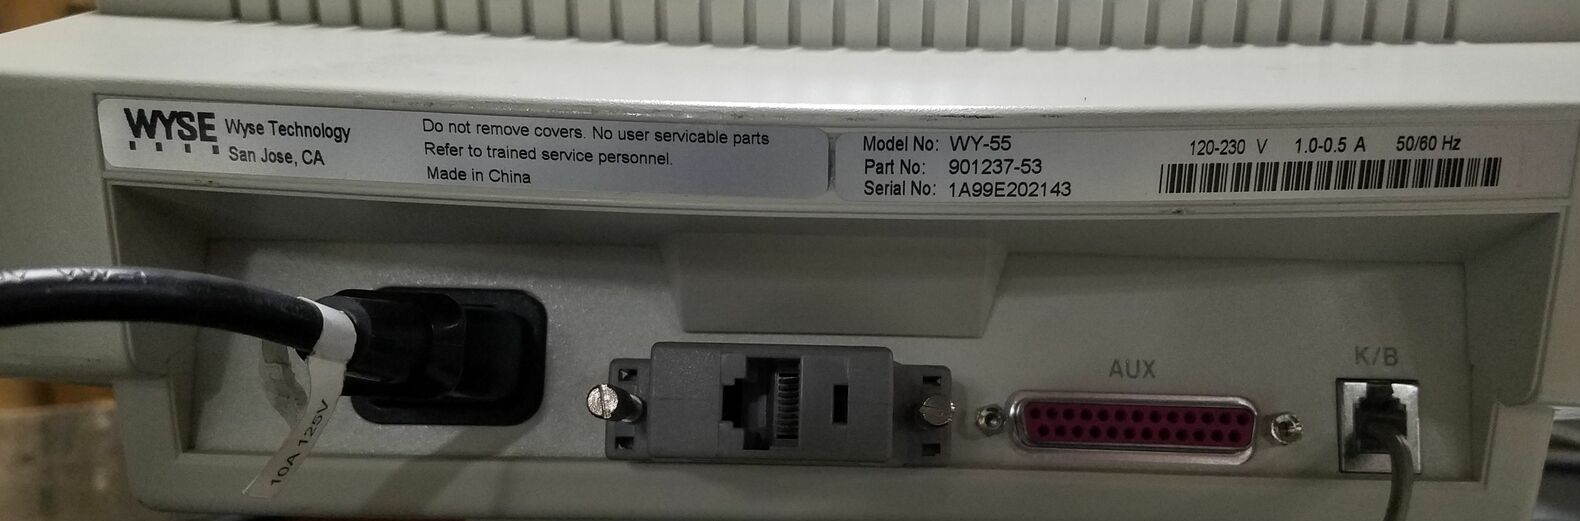 WYSE
Wyse Technology
San Jose, CA
Do not remove covers. No user servicable parts
Refer to trained service personnel.
Made in China
Model No: WY-55
Part No: 901237-53
Serial No: 1A99E202143
120-230 V 1.0-0.5 A 50/60 Hz
AUX
K/B
10A 125V